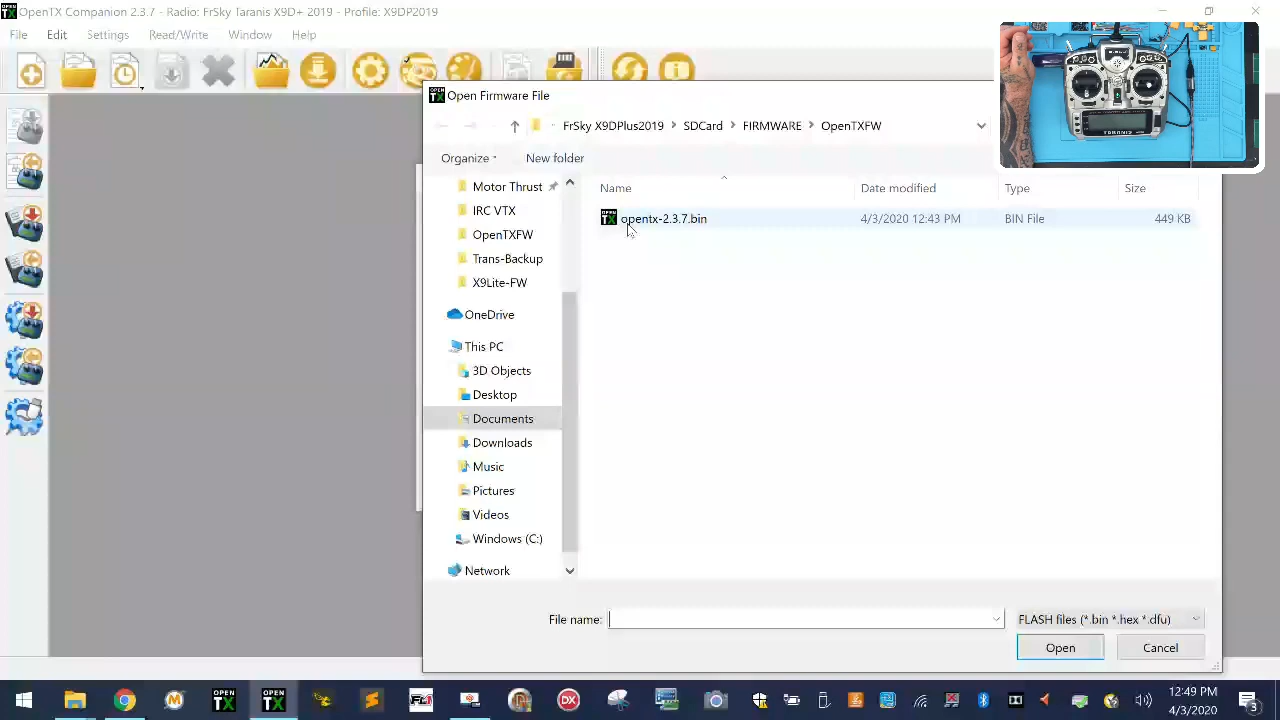 OpenTX Companion 2.3.7 - Radio: FrSky Taranis X9D+ 2019 - Profile: X9DP2019
File Edit Settings Read/Write Window Help
Open Firmware File
FrSky X9DPlus2019 SDCard FIRMWARE OpenTXFW
Organize New folder
Name Date modified Type Size
opentx-2.3.7.bin 4/3/2020 12:43 PM BIN File 449 KB
Motor Thrust
IRC VTX
OpenTXFW
Trans-Backup
X9Lite-FW
OneDrive
This PC
3D Objects
Desktop
Documents
Downloads
Music
Pictures
Videos
Windows (C:)
Network
File name:
FLASH files (*.bin *.hex *.dfu)
Open Cancel
TARANIS
12:49 PM
4/3/2020